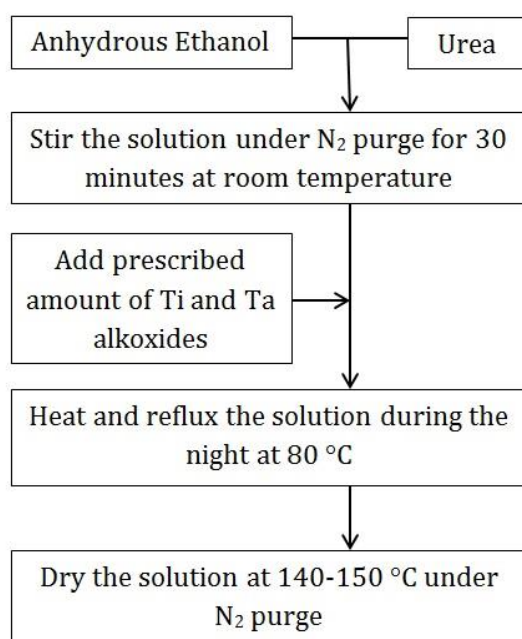 Anhydrous Ethanol
Urea
Stir the solution under N₂ purge for 30
minutes at room temperature
Add prescribed
amount of Ti and Ta
alkoxides
Heat and reflux the solution during the
night at 80 °C
Dry the solution at 140-150 °C under
N₂ purge